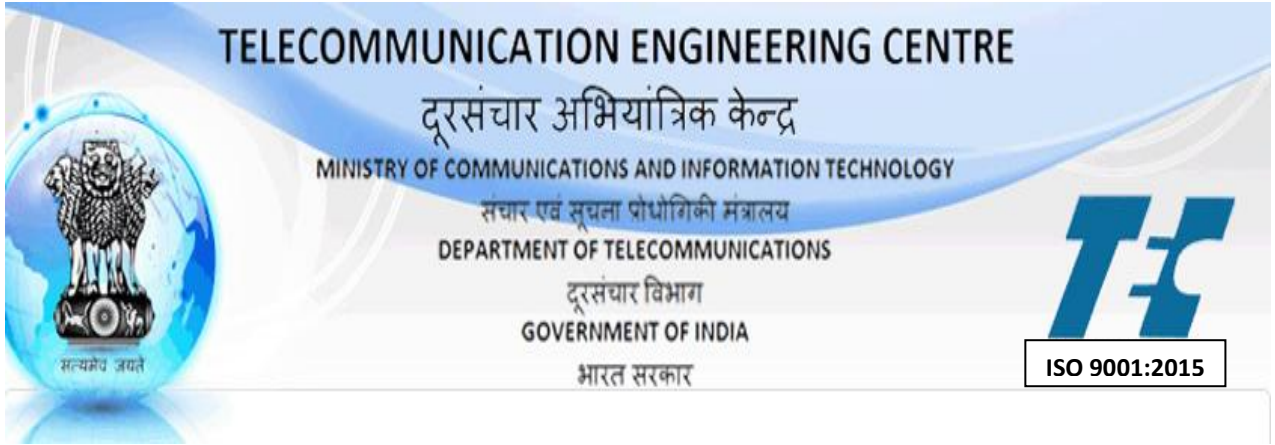 TELECOMMUNICATION ENGINEERING CENTRE
दूरसंचार अभियांत्रिक केन्द्र
MINISTRY OF COMMUNICATIONS AND INFORMATION TECHNOLOGY
संचार एवं सूचना प्रोधोगिकी मंत्रालय
DEPARTMENT OF TELECOMMUNICATIONS
दूरसंचार विभाग
GOVERNMENT OF INDIA
भारत सरकार
सत्यमेव जयते
TEC
ISO 9001:2015